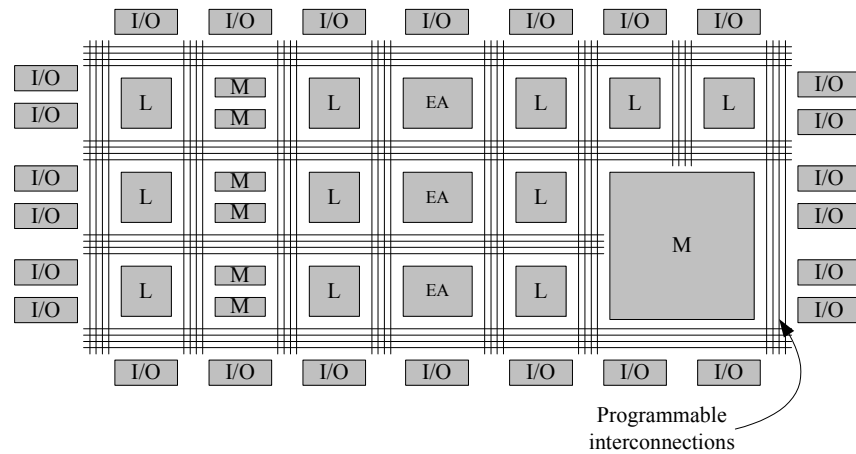 I/O I/O I/O I/O I/O I/O I/O
I/O L M L EA L L L I/O
I/O M I/O
I/O L M L EA L I/O
I/O M M I/O
I/O L M L EA L I/O
I/O M I/O
I/O I/O I/O I/O I/O I/O I/O
Programmable
interconnections